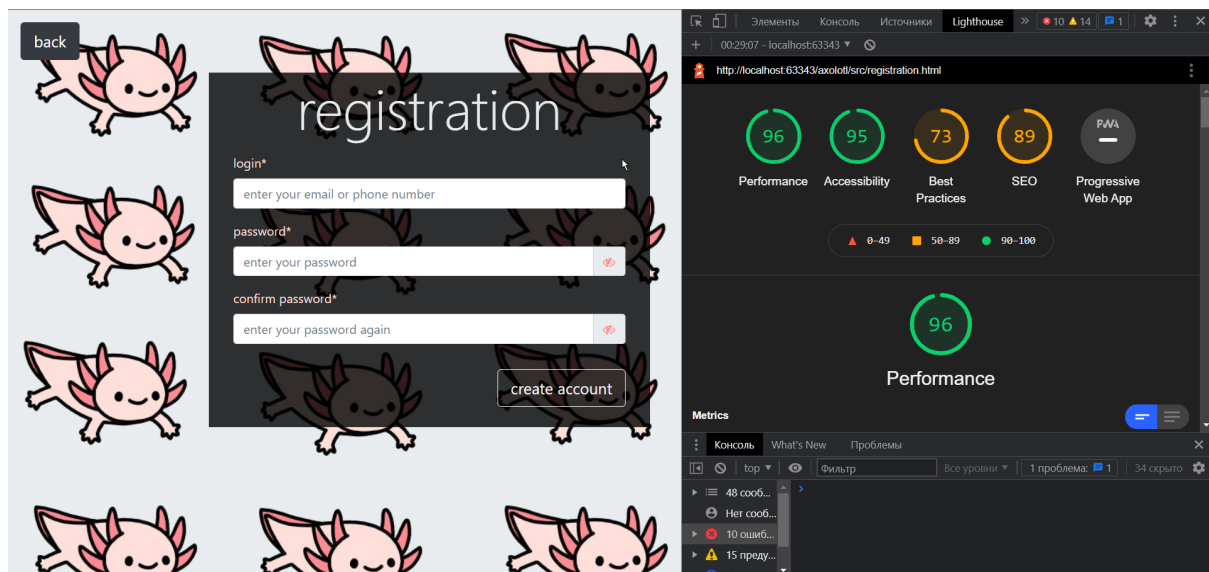 back
registration
login*
enter your email or phone number
password*
enter your password
confirm password*
enter your password again
create account
Элементы Консоль Источники Lighthouse » 10 14 1
+ 00:29:07 - localhost:63343
http://localhost:63343/axolotl/src/registration.html
96 95 73 89 PWA
Performance Accessibility Best Practices SEO Progressive Web App
0–49 50–89 90–100
96
Performance
Metrics
Консоль What's New Проблемы
top Фильтр Все уровни 1 проблема: 1 34 скрыто
48 сооб...
Нет сооб...
10 ошиб...
15 преду...